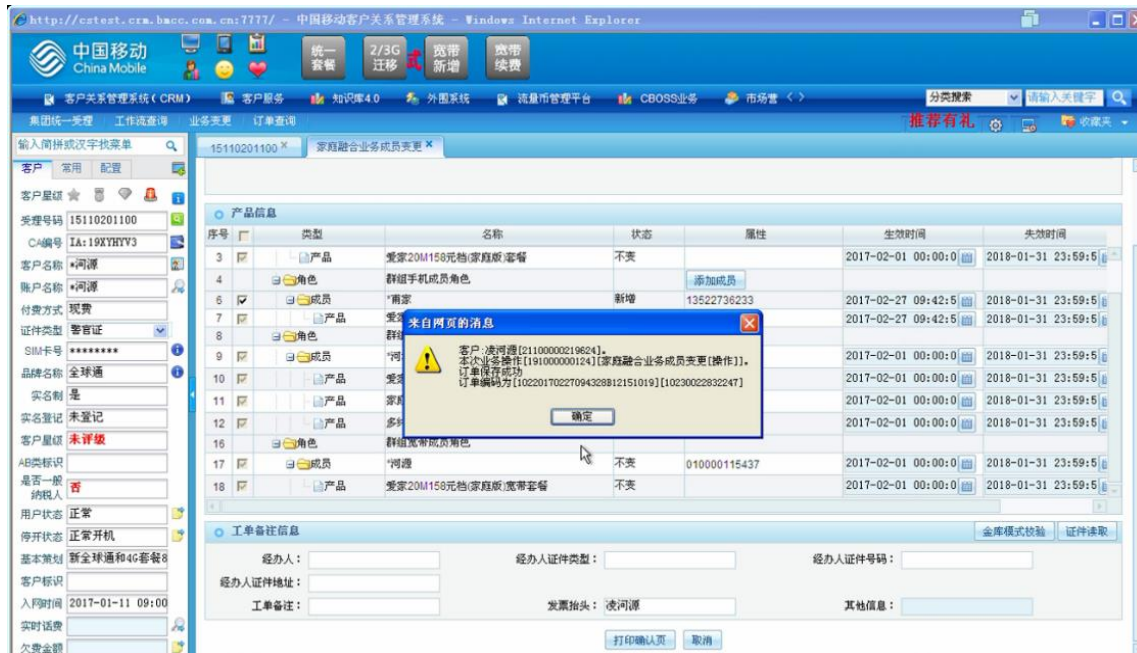 http://cstest.crm.bmcc.com.cn:7777/ - 中国移动客户关系管理系统 - Windows Internet Explorer
中国移动
China Mobile
统一
套餐
2/3G
迁移
式
宽带
新增
宽带
续费
客户关系管理系统(CRM)
客户服务
知识库4.0
外围系统
流量币管理平台
CBOSS业务
市场营
分类搜索
请输入关键字
集团统一受理
工作流查询
业务变更
订单查询
推荐有礼
收藏夹
输入简拼或汉字找菜单
15110201100
家庭融合业务成员变更
客户
常用
配置
客户星级
受理号码 15110201100
CA编号 IA:19XYHYV3
客户名称 *河源
账户名称 *河源
付费方式 现费
证件类型 警官证
SIM卡号 ********
品牌名称 全球通
实名制 是
实名登记 未登记
客户星级 未评级
AB类标识
是否一般
纳税人 否
用户状态 正常
停开状态 正常开机
基本策划 新全球通和4G套餐8
客户标识
入网时间 2017-01-11 09:00
实时话费
欠费金额
产品信息
序号 类型 名称 状态 属性 生效时间 失效时间
3 产品 爱家20M158元档(家庭版)套餐 不变 2017-02-01 00:00:0 2018-01-31 23:59:5
4 角色 群组手机成员角色 添加成员
6 成员 *甫家 新增 13522736233 2017-02-27 09:42:5 2018-01-31 23:59:5
7 产品 2017-02-27 09:42:5 2018-01-31 23:59:5
8 角色
9 成员 2017-02-01 00:00:0 2018-01-31 23:59:5
10 产品 2017-02-01 00:00:0 2018-01-31 23:59:5
11 产品 2017-02-01 00:00:0 2018-01-31 23:59:5
12 产品 2017-02-01 00:00:0 2018-01-31 23:59:5
16 角色 群组宽带成员角色
17 成员 不变 010000115437 2017-02-01 00:00:0 2018-01-31 23:59:5
18 产品 爱家20M158元档(家庭版)宽带套餐 不变 2017-02-01 00:00:0 2018-01-31 23:59:5
来自网页的消息
客户:凌河源[21100000219624]。
本次业务操作[191000000124][家庭融合业务成员变更[操作]]。
订单保存成功
订单编码为[10220170227094328B12151019][10230022832247]
确定
工单备注信息
金库模式校验
证件读取
经办人:
经办人证件类型:
经办人证件号码:
经办人证件地址:
工单备注:
发票抬头: 凌河源
其他信息:
打印确认页
取消